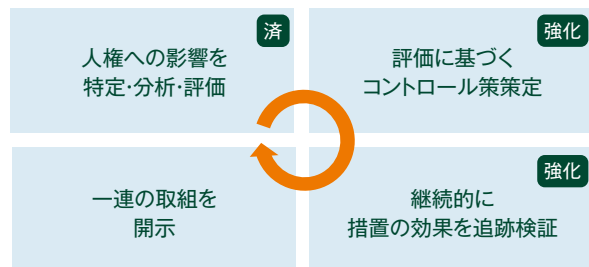 済
人権への影響を
特定・分析・評価
強化
評価に基づく
コントロール策策定
一連の取組を
開示
強化
継続的に
措置の効果を追跡検証